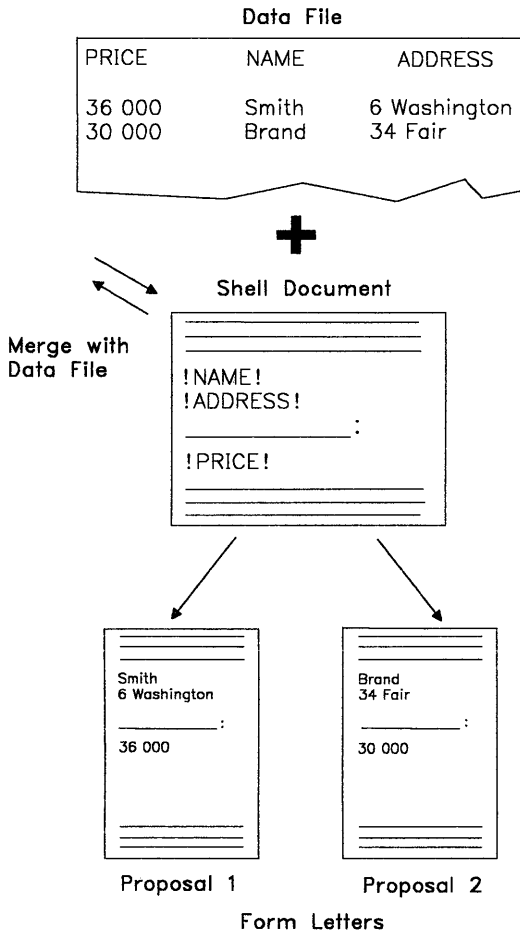 Data File
PRICE NAME ADDRESS
36 000 Smith 6 Washington
30 000 Brand 34 Fair
+
Shell Document
Merge with
Data File
!NAME!
!ADDRESS!
:
!PRICE!
Smith
6 Washington
:
36 000
Proposal 1
Brand
34 Fair
:
30 000
Proposal 2
Form Letters